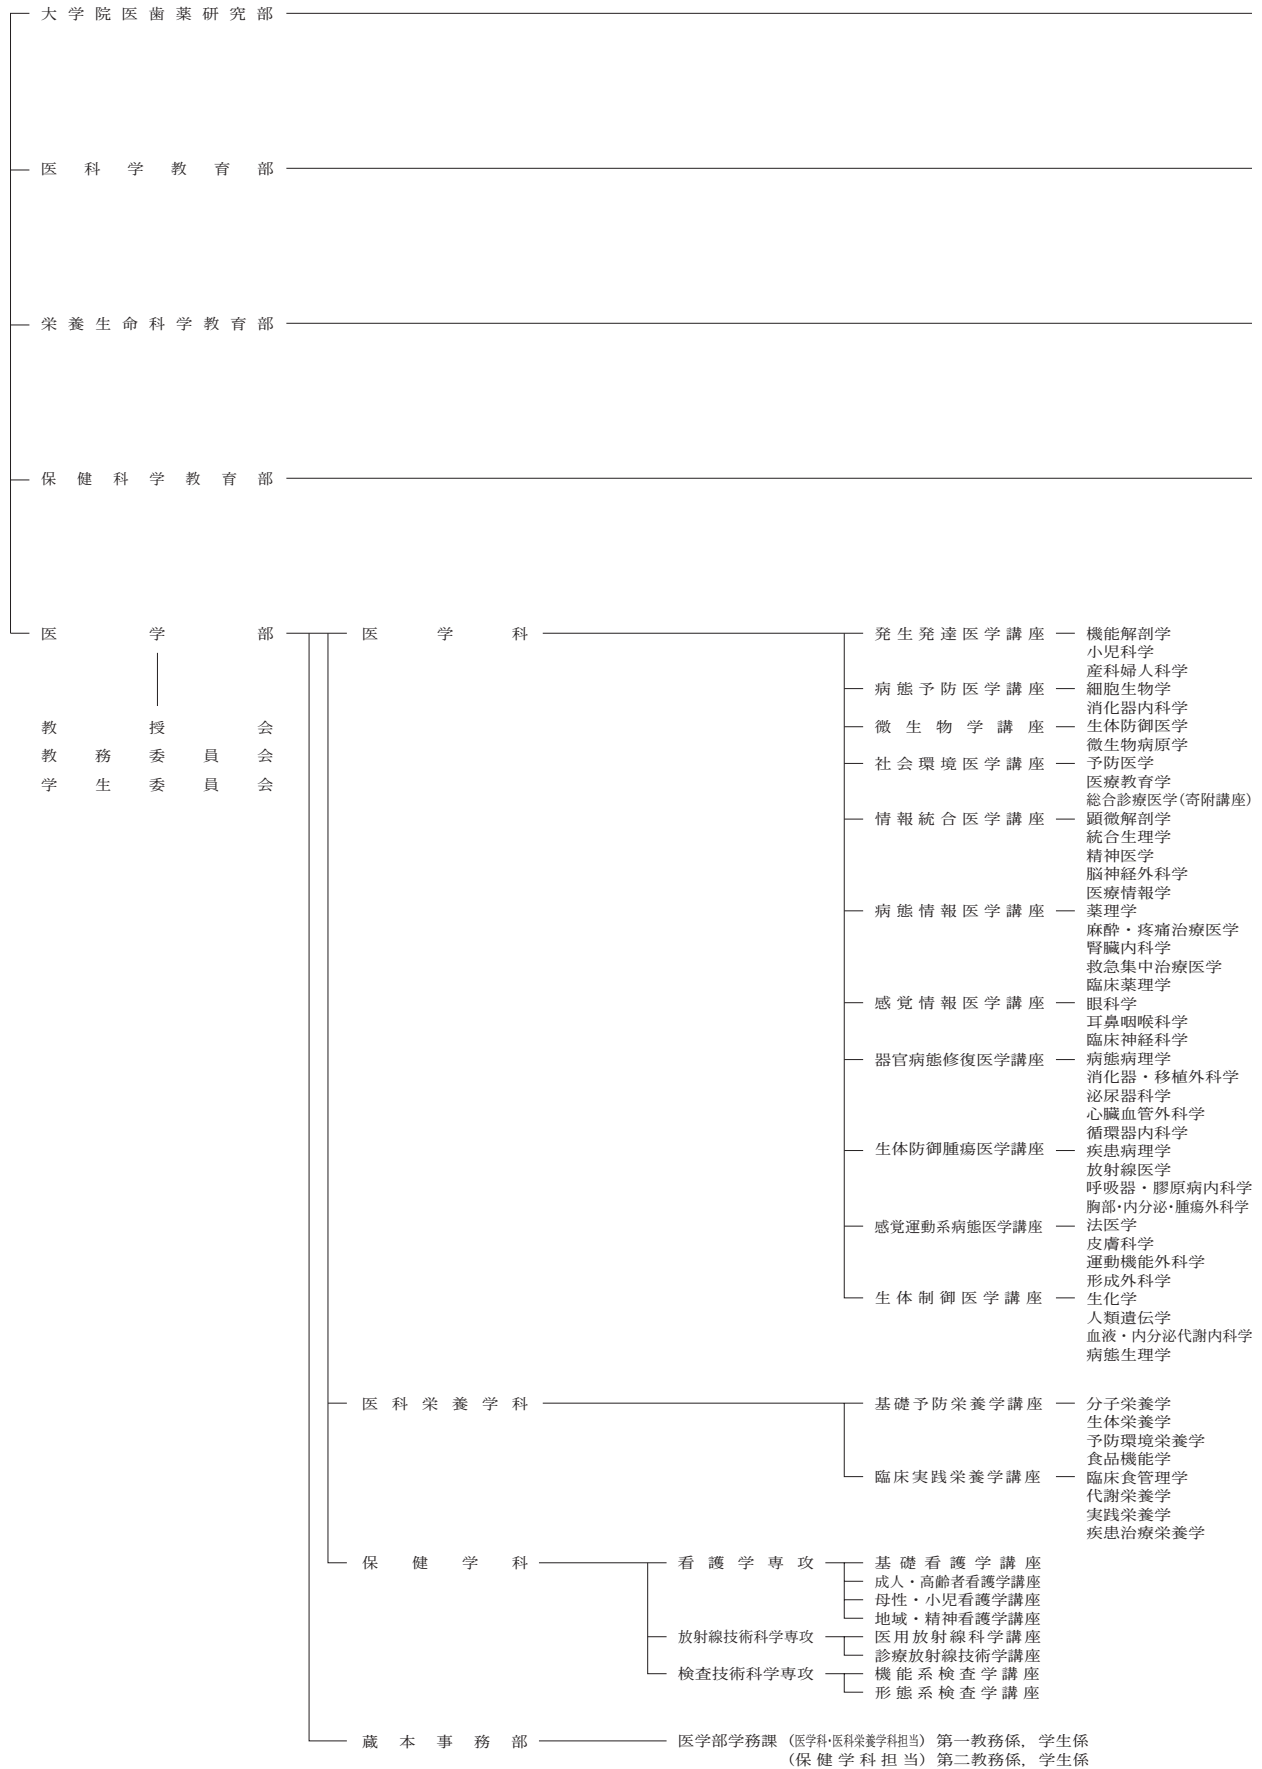 大学院医歯薬研究部
医科学教育部
栄養生命科学教育部
保健科学教育部
医学部
教授会
教務委員会
学生委員会
医学科
発生発達医学講座 機能解剖学
小児科学
産科婦人科学
病態予防医学講座 細胞生物学
消化器内科学
微生物学講座 生体防御医学
微生物病原学
社会環境医学講座 予防医学
医療教育学
総合診療医学(寄附講座)
情報統合医学講座 顕微解剖学
統合生理学
精神医学
脳神経外科学
医療情報学
病態情報医学講座 薬理学
麻酔・疼痛治療医学
腎臓内科学
救急集中治療医学
臨床薬理学
感覚情報医学講座 眼科学
耳鼻咽喉科学
臨床神経科学
器官病態修復医学講座 病態病理学
消化器・移植外科学
泌尿器科学
心臓血管外科学
循環器内科学
生体防御腫瘍医学講座 疾患病理学
放射線医学
呼吸器・膠原病内科学
胸部・内分泌・腫瘍外科学
感覚運動系病態医学講座 法医学
皮膚科学
運動機能外科学
形成外科学
生体制御医学講座 生化学
人類遺伝学
血液・内分泌代謝内科学
病態生理学
医科栄養学科 基礎予防栄養学講座 分子栄養学
生体栄養学
予防環境栄養学
食品機能学
臨床実践栄養学講座 臨床食管理学
代謝栄養学
実践栄養学
疾患治療栄養学
保健学科 看護学専攻 基礎看護学講座
成人・高齢者看護学講座
母性・小児看護学講座
地域・精神看護学講座
放射線技術科学専攻 医用放射線科学講座
診療放射線技術学講座
検査技術科学専攻 機能系検査学講座
形態系検査学講座
蔵本事務部 医学部学務課 (医学科・医科栄養学科担当) 第一教務係, 学生係
(保健学科担当) 第二教務係, 学生係